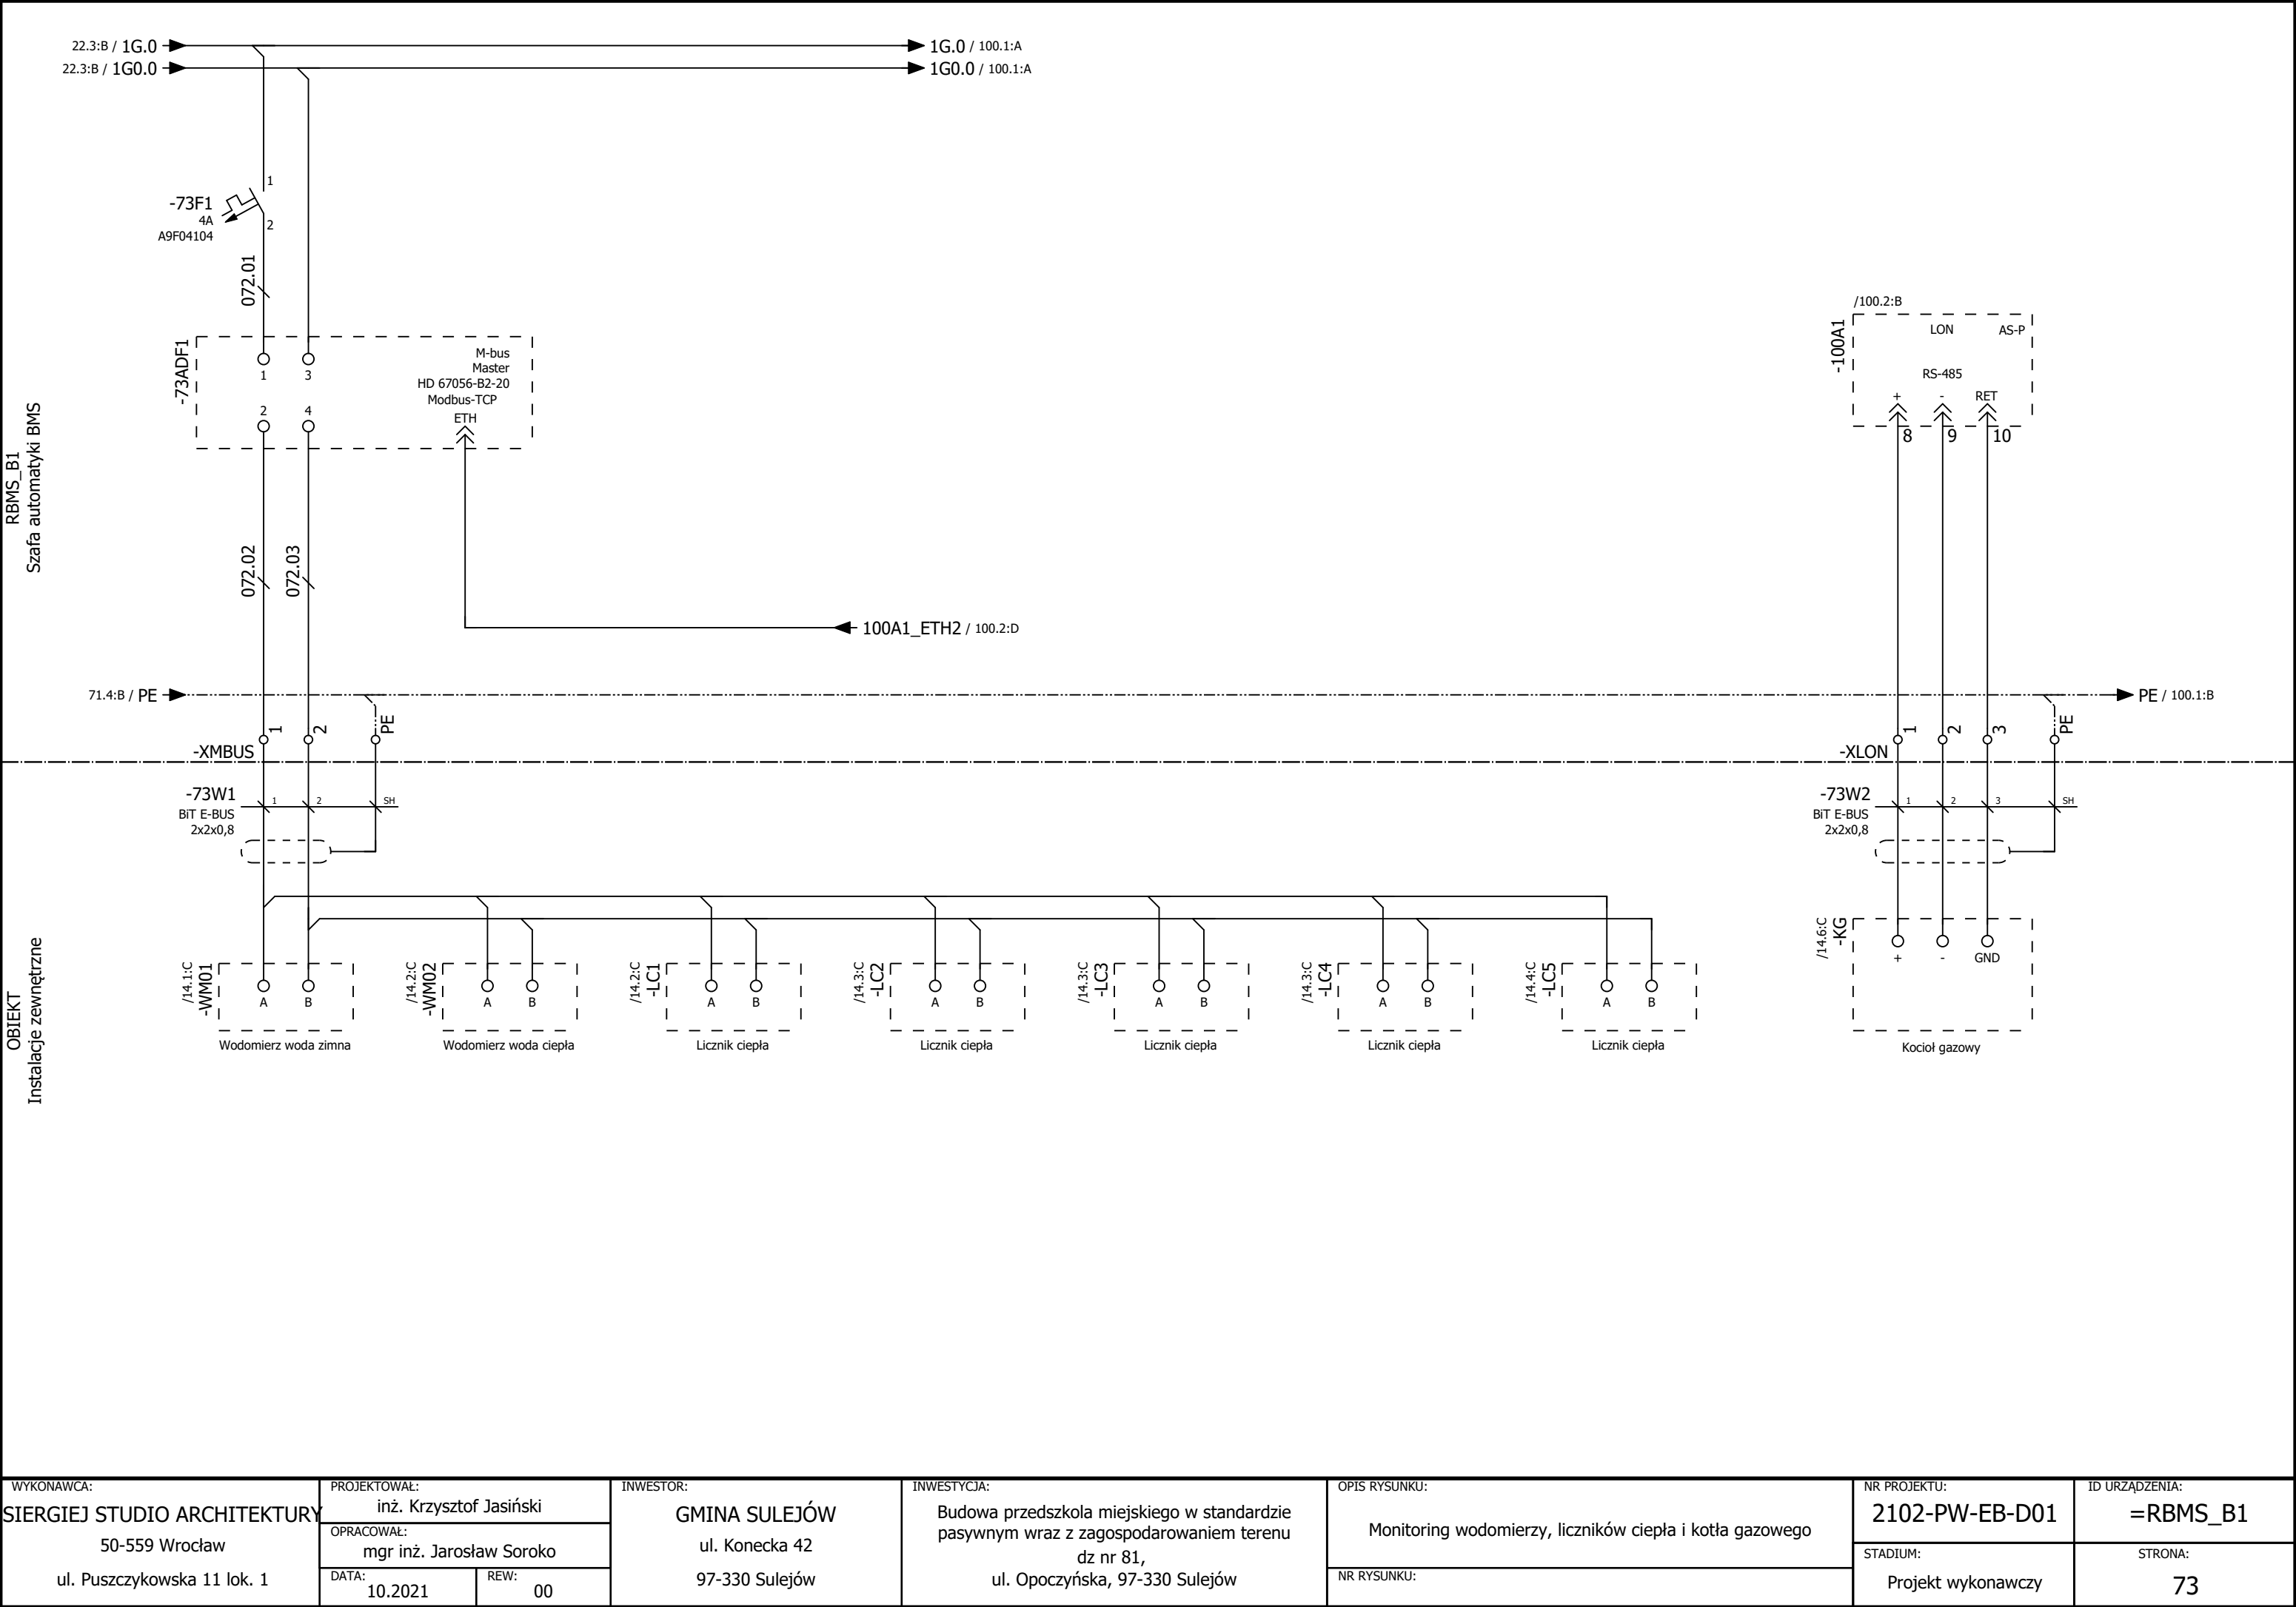 22.3:B / 1G.0
1G.0 / 100.1:A
22.3:B / 1G0.0
1G0.0 / 100.1:A
1
-73F1
4A
2
A9F04104
072.01
/100.2:B
-100A1
LON
AS-P
RS-485
+
-
RET
8
9
10
-73ADF1
M-bus
Master
HD 67056-B2-20
Modbus-TCP
ETH
1
3
2
4
RBMS_B1
Szafa automatyki BMS
072.02
072.03
100A1_ETH2 / 100.2:D
71.4:B / PE
PE / 100.1:B
1
2
PE
-XMBUS
1
2
3
PE
-XLON
-73W1
BiT E-BUS
2x2x0,8
1
2
SH
-73W2
BiT E-BUS
2x2x0,8
1
2
3
SH
OBIEKT
Instalacje zewnętrzne
/14.1:C
-WM01
A
B
Wodomierz woda zimna
/14.2:C
-WM02
A
B
Wodomierz woda ciepła
/14.2:C
-LC1
A
B
Licznik ciepła
/14.3:C
-LC2
A
B
Licznik ciepła
/14.3:C
-LC3
A
B
Licznik ciepła
/14.3:C
-LC4
A
B
Licznik ciepła
/14.4:C
-LC5
A
B
Licznik ciepła
/14.6:C
-KG
+
-
GND
Kocioł gazowy
WYKONAWCA:
SIERGIEJ STUDIO ARCHITEKTURY
50-559 Wrocław
ul. Puszczykowska 11 lok. 1
PROJEKTOWAŁ:
inż. Krzysztof Jasiński
OPRACOWAŁ:
mgr inż. Jarosław Soroko
DATA:
10.2021
REW:
00
INWESTOR:
GMINA SULEJÓW
ul. Konecka 42
97-330 Sulejów
INWESTYCJA:
Budowa przedszkola miejskiego w standardzie
pasywnym wraz z zagospodarowaniem terenu
dz nr 81,
ul. Opoczyńska, 97-330 Sulejów
OPIS RYSUNKU:
Monitoring wodomierzy, liczników ciepła i kotła gazowego
NR RYSUNKU:
NR PROJEKTU:
2102-PW-EB-D01
STADIUM:
Projekt wykonawczy
ID URZĄDZENIA:
=RBMS_B1
STRONA:
73